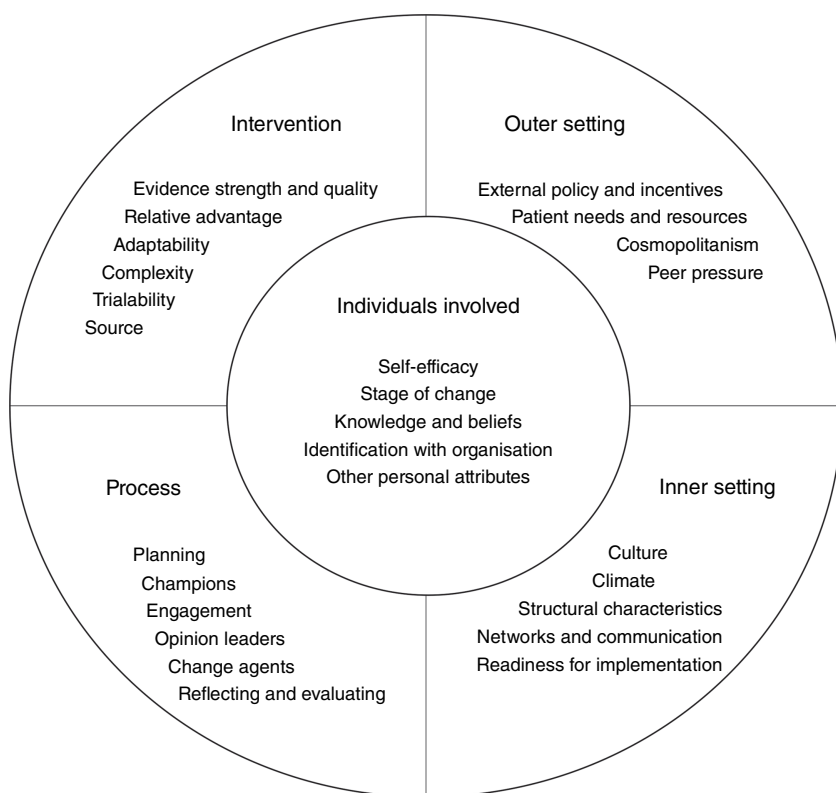 Intervention
Evidence strength and quality
Relative advantage
Adaptability
Complexity
Trialability
Source
Outer setting
External policy and incentives
Patient needs and resources
Cosmopolitanism
Peer pressure
Individuals involved
Self-efficacy
Stage of change
Knowledge and beliefs
Identification with organisation
Other personal attributes
Process
Planning
Champions
Engagement
Opinion leaders
Change agents
Reflecting and evaluating
Inner setting
Culture
Climate
Structural characteristics
Networks and communication
Readiness for implementation